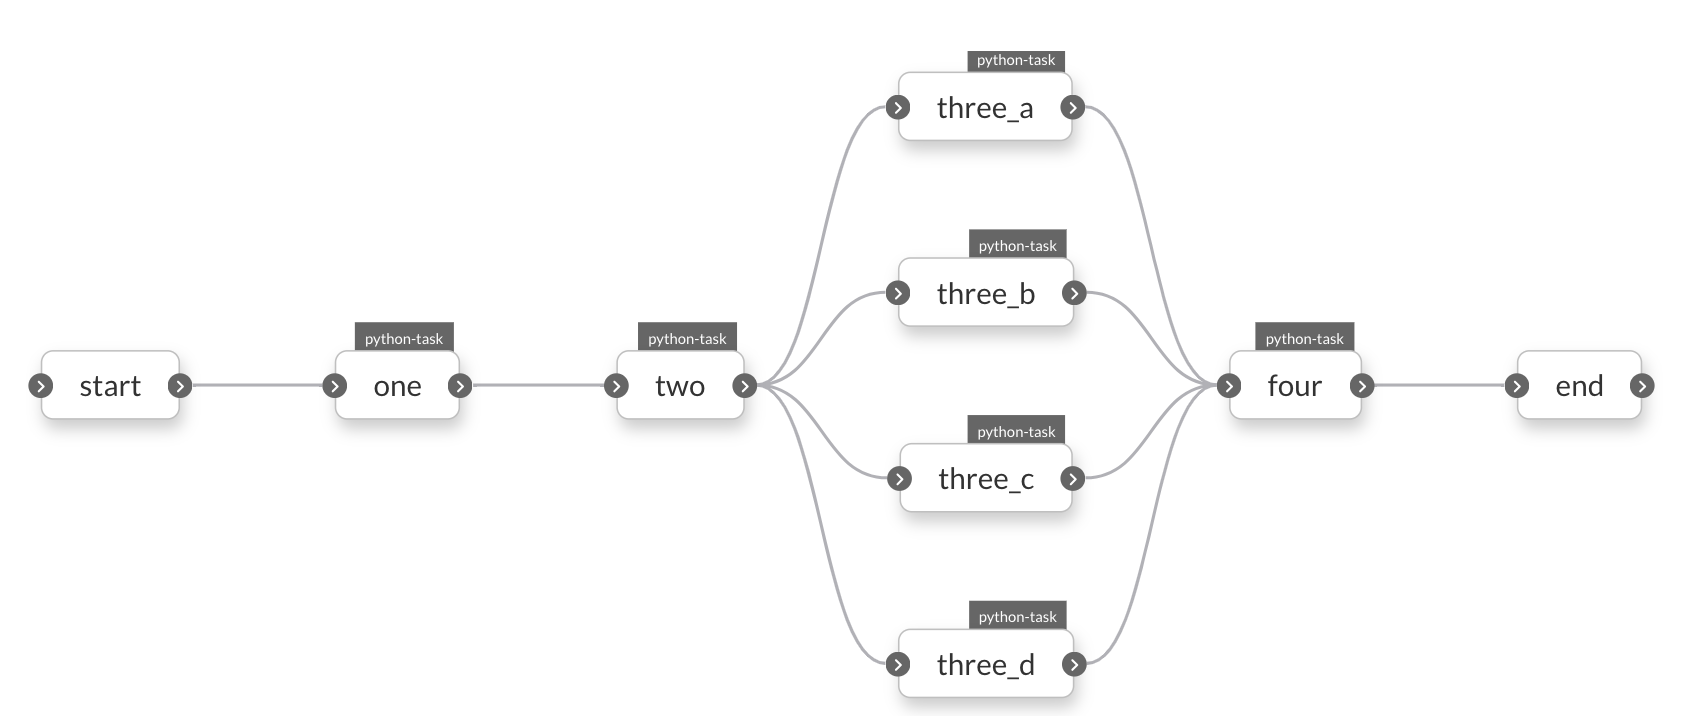 start
python-task
one
python-task
two
python-task
three_a
python-task
three_b
python-task
three_c
python-task
three_d
python-task
four
end